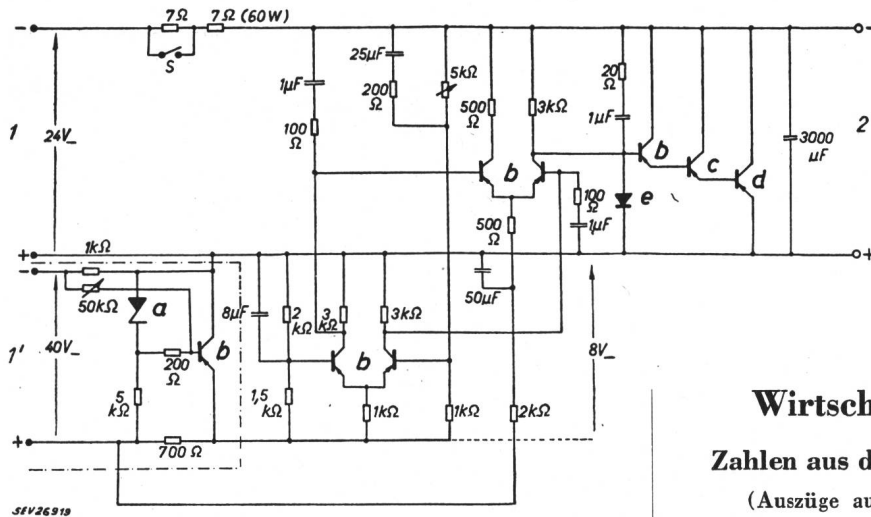 7Ω 7Ω (60W)
S
25μF
1μF
200 Ω
5kΩ
500 Ω
3kΩ
20 Ω
1μF
100 Ω
1 24V_
3000 μF
2
b
c
d
b
e
100 Ω
1μF
500 Ω
+ +
1kΩ
-
50kΩ
a
8μF
2 kΩ
3 kΩ
3kΩ
50μF
1' 40V_
b
200 Ω
b
8V_
5 kΩ
1,5 kΩ
1kΩ
1kΩ
2kΩ
+
700 Ω
SEV26919
Wirtsch
Zahlen aus d
(Auszüge au